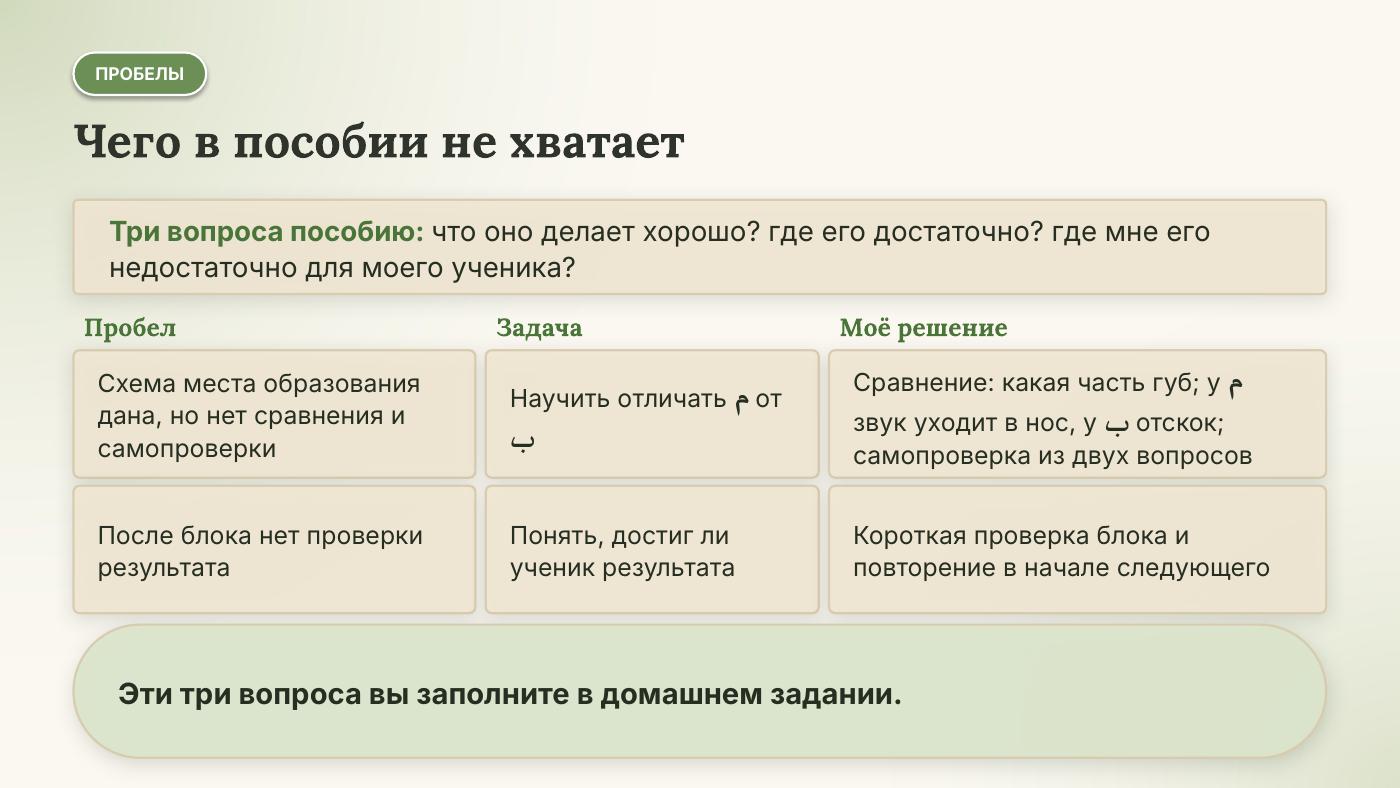 ПРОБЕЛЫ
Чего в пособии не хватает
Три вопроса пособию: что оно делает хорошо? где его достаточно? где мне его
недостаточно для моего ученика?
Пробел
Задача
Моё решение
Схема места образования
дана, но нет сравнения и
самопроверки
Научить отличать م от
ب
Сравнение: какая часть губ; у م
звук уходит в нос, у ب отскок;
самопроверка из двух вопросов
После блока нет проверки
результата
Понять, достиг ли
ученик результата
Короткая проверка блока и
повторение в начале следующего
Эти три вопроса вы заполните в домашнем задании.